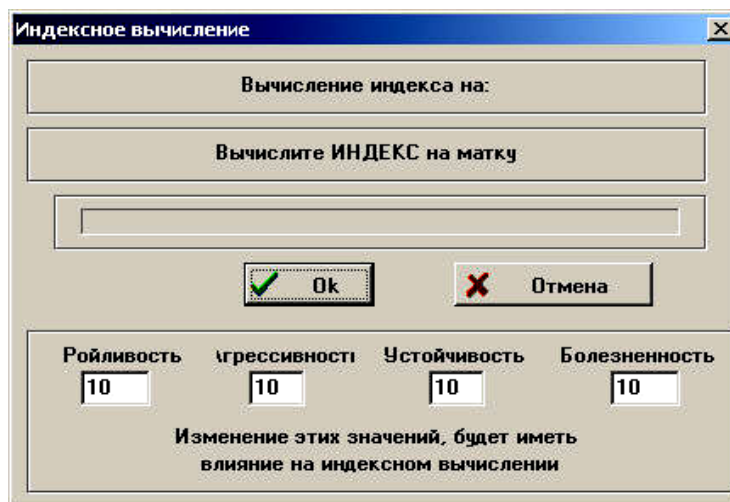 Индексное вычисление
Вычисление индекса на:
Вычислите ИНДЕКС на матку
Ok Отмена
Ройливость Агрессивность Устойчивость Болезненность
10 10 10 10
Изменение этих значений, будет иметь
влияние на индексном вычислении